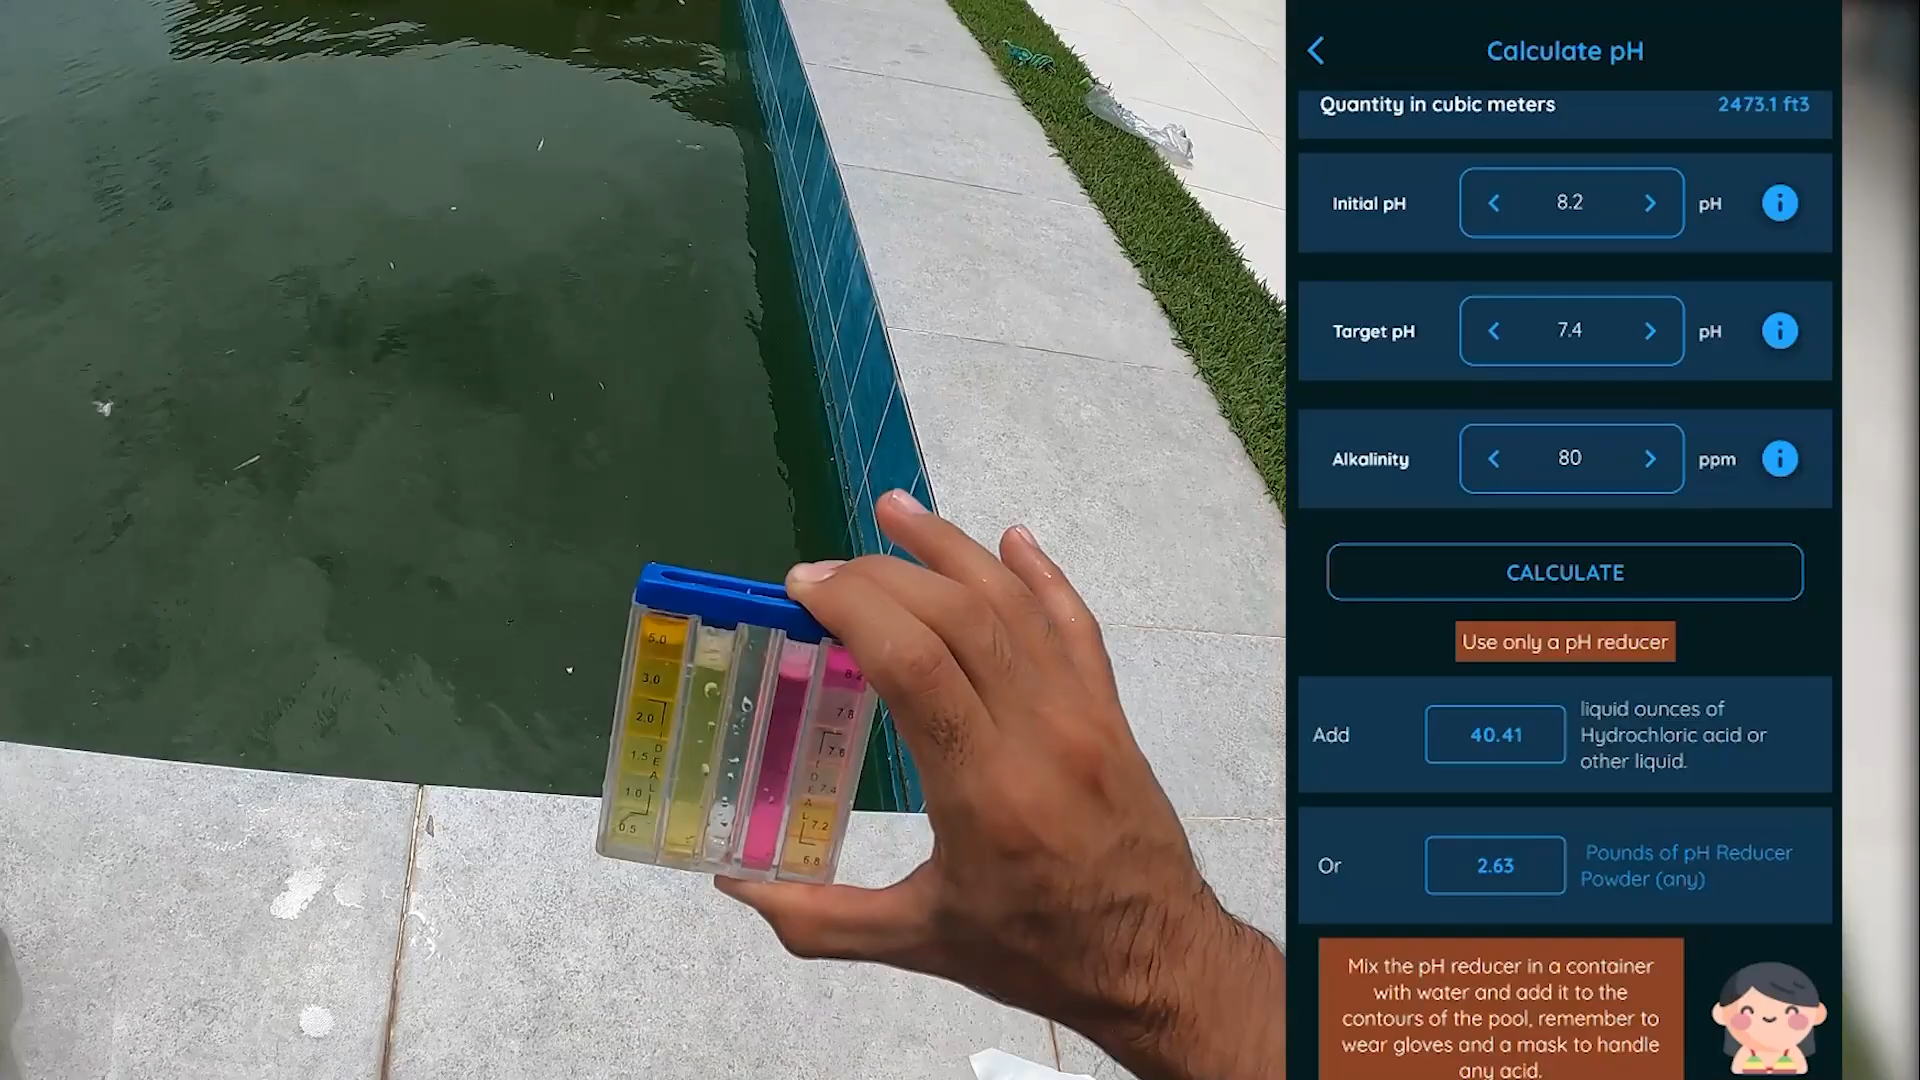 Calculate pH
Quantity in cubic meters 2473.1 ft3
Initial pH 8.2 pH
Target pH 7.4 pH
Alkalinity 80 ppm
CALCULATE
Use only a pH reducer
Add 40.41 liquid ounces of
Hydrochloric acid or
other liquid.
Or 2.63 Pounds of pH Reducer
Powder (any)
Mix the pH reducer in a container
with water and add it to the
contours of the pool, remember to
wear gloves and a mask to handle
any acid.
5.0
3.0
2.0
1.5
1.0
0.5
IDEAL
8.2
7.8
7.6
7.4
7.2
6.8
IDEAL